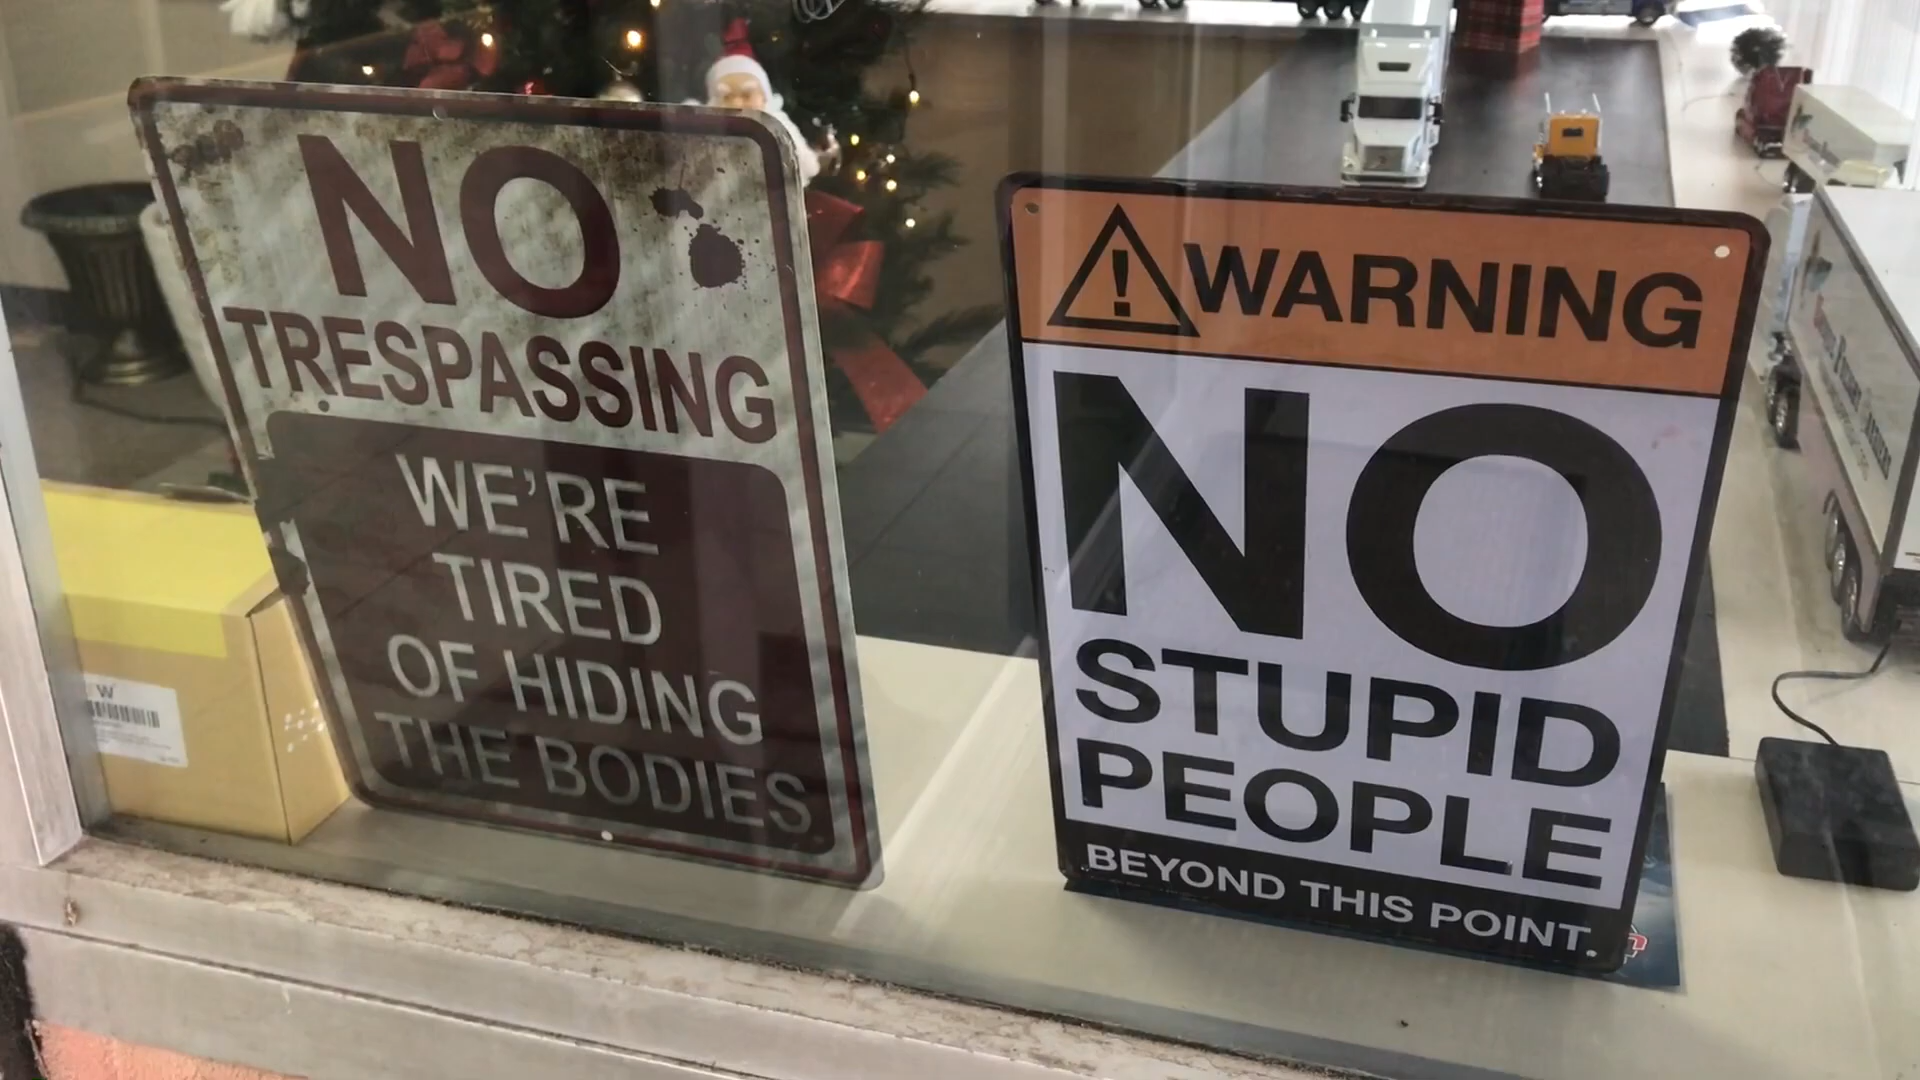 NO
TRESPASSING
WE'RE
TIRED
OF HIDING
THE BODIES
WARNING
NO
STUPID
PEOPLE
BEYOND THIS POINT.
W